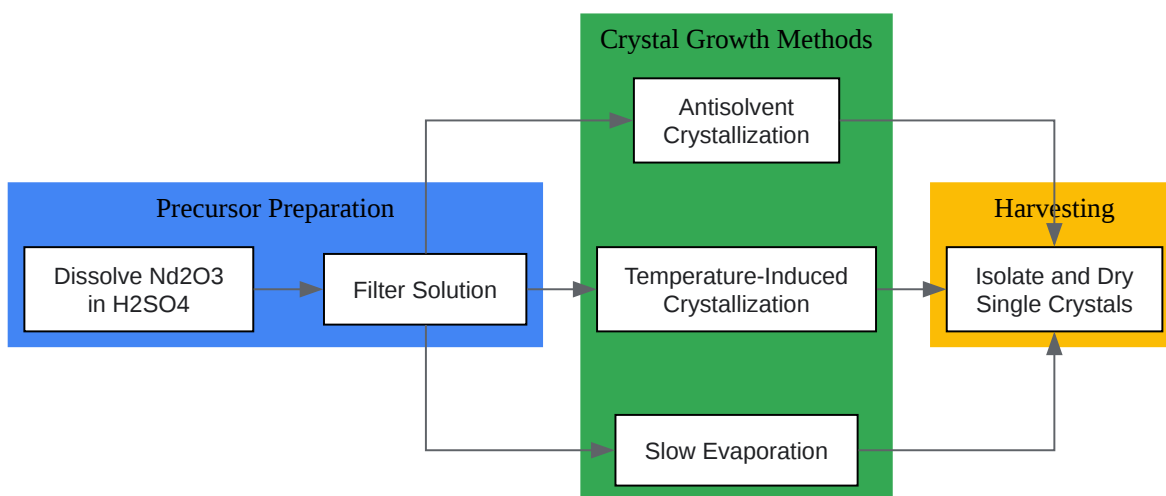 Crystal Growth Methods
Antisolvent
Crystallization
Precursor Preparation
Harvesting
Dissolve Nd2O3
in H2SO4
Filter Solution
Temperature-Induced
Crystallization
Isolate and Dry
Single Crystals
Slow Evaporation